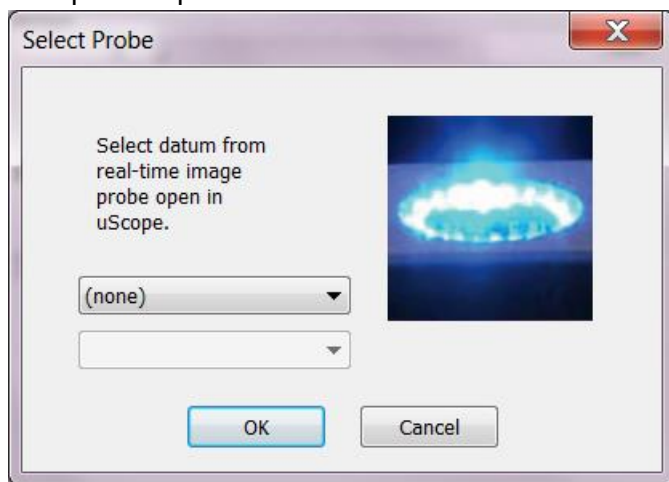 Select Probe
X
Select datum from
real-time image
probe open in
uScope.
(none)
OK
Cancel